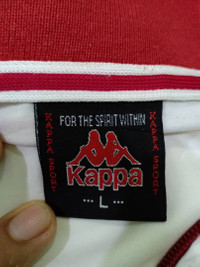 FOR THE SPIRIT WITHIN
KAPPA SPORT
Kappa
KAPPA SPORT
... L ...